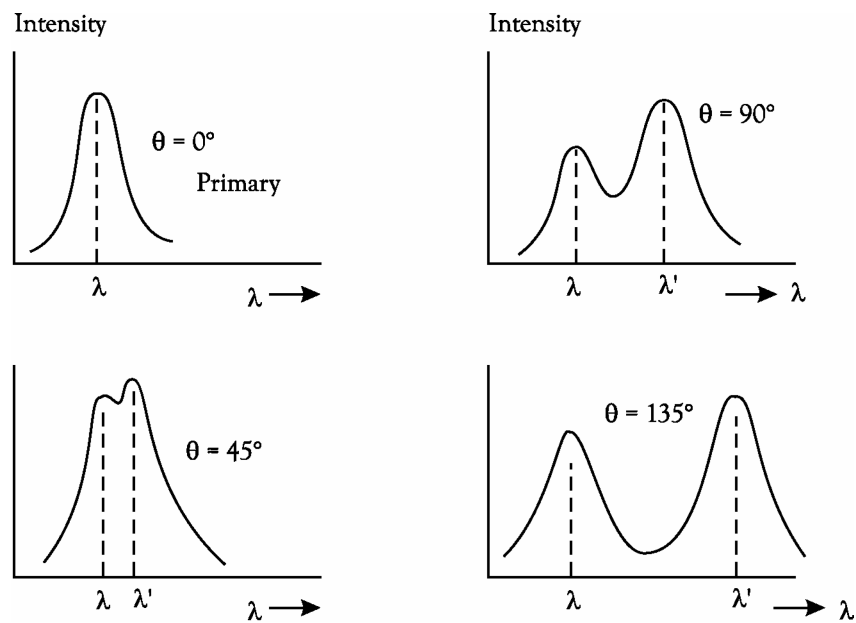 Intensity
θ = 0°
Primary
λ
λ
Intensity
θ = 90°
λ
λ'
λ
θ = 45°
λ
λ'
λ
θ = 135°
λ
λ'
λ